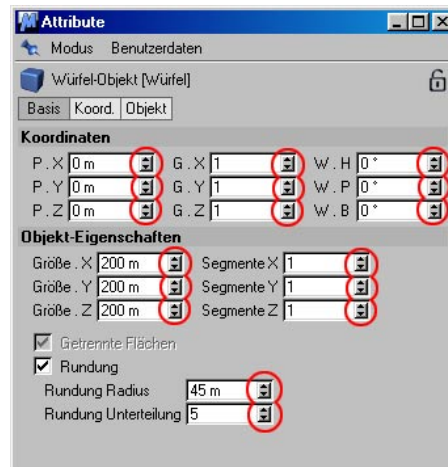 Attribute
Modus Benutzerdaten
Würfel-Objekt [Würfel]
Basis Koord. Objekt
Koordinaten
P . X 0 m G . X 1 W . H 0 °
P . Y 0 m G . Y 1 W . P 0 °
P . Z 0 m G . Z 1 W . B 0 °
Objekt-Eigenschaften
Größe . X 200 m Segmente X 1
Größe . Y 200 m Segmente Y 1
Größe . Z 200 m Segmente Z 1
Getrennte Flächen
Rundung
Rundung Radius 45 m
Rundung Unterteilung 5